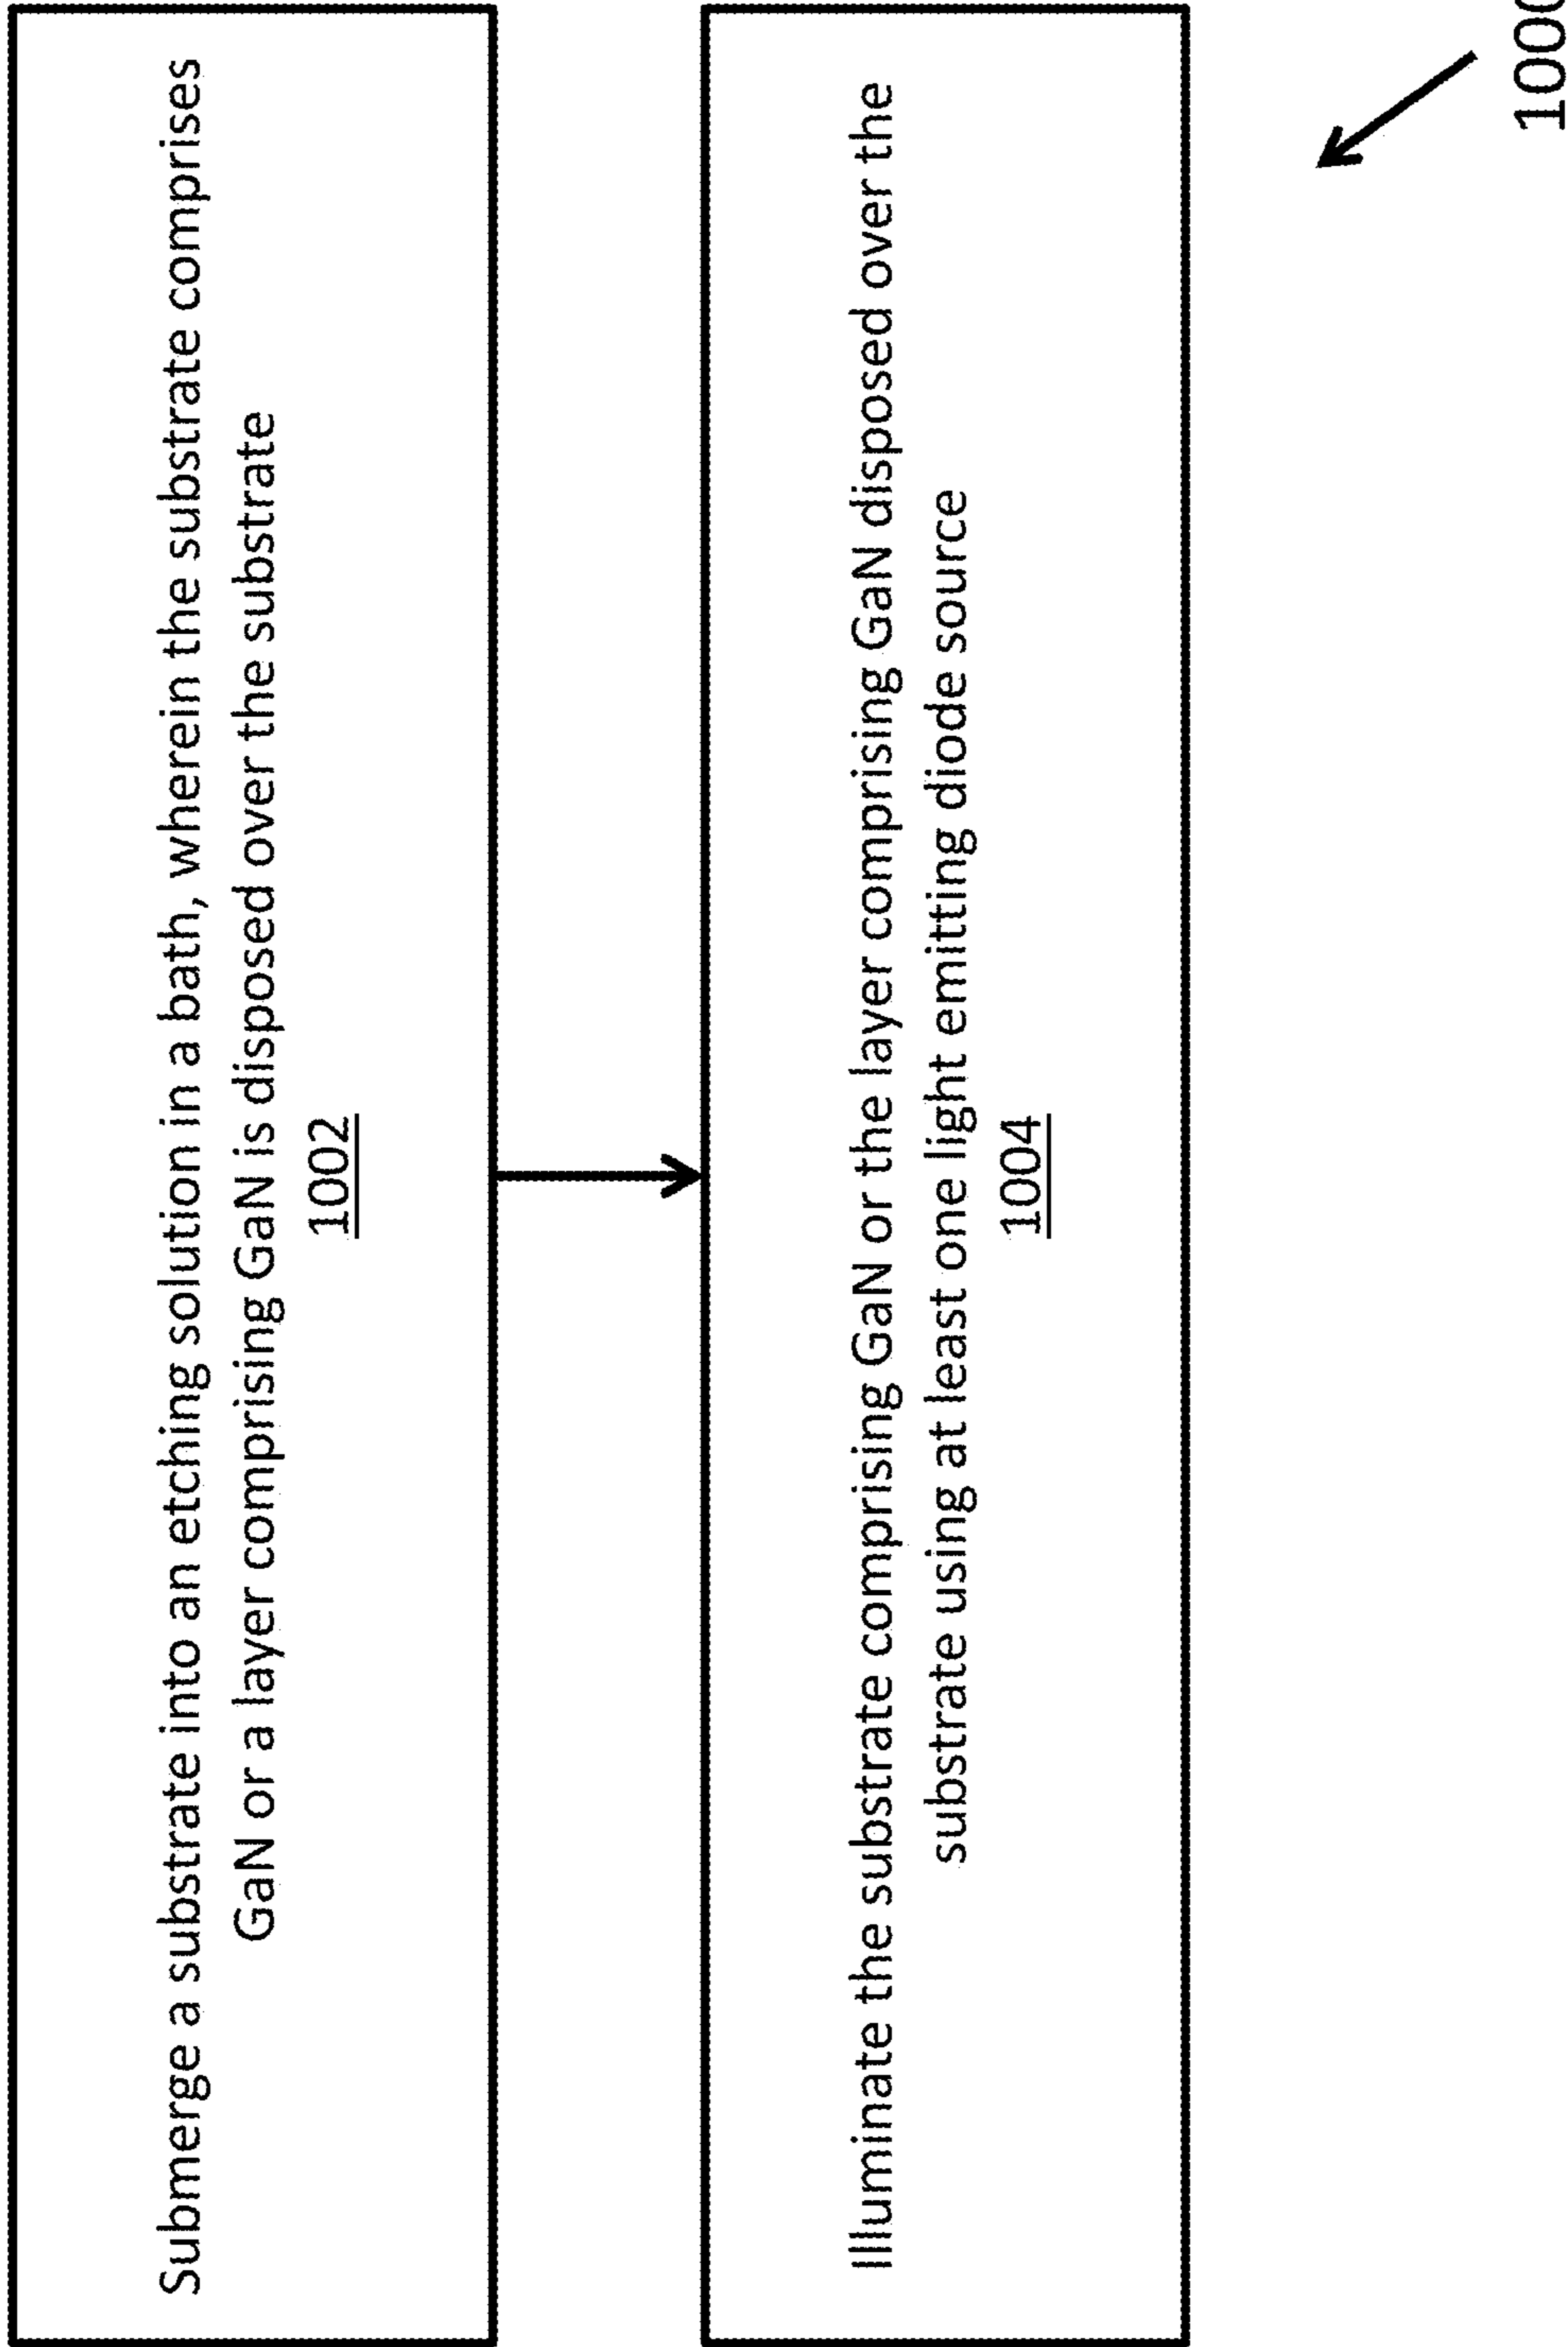 Submerge a substrate into an etching solution in a bath, wherein the substrate comprises
GaN or a layer comprising GaN is disposed over the substrate
1002
Illuminate the substrate comprising GaN or the layer comprising GaN disposed over the
substrate using at least one light emitting diode source
1004
1000